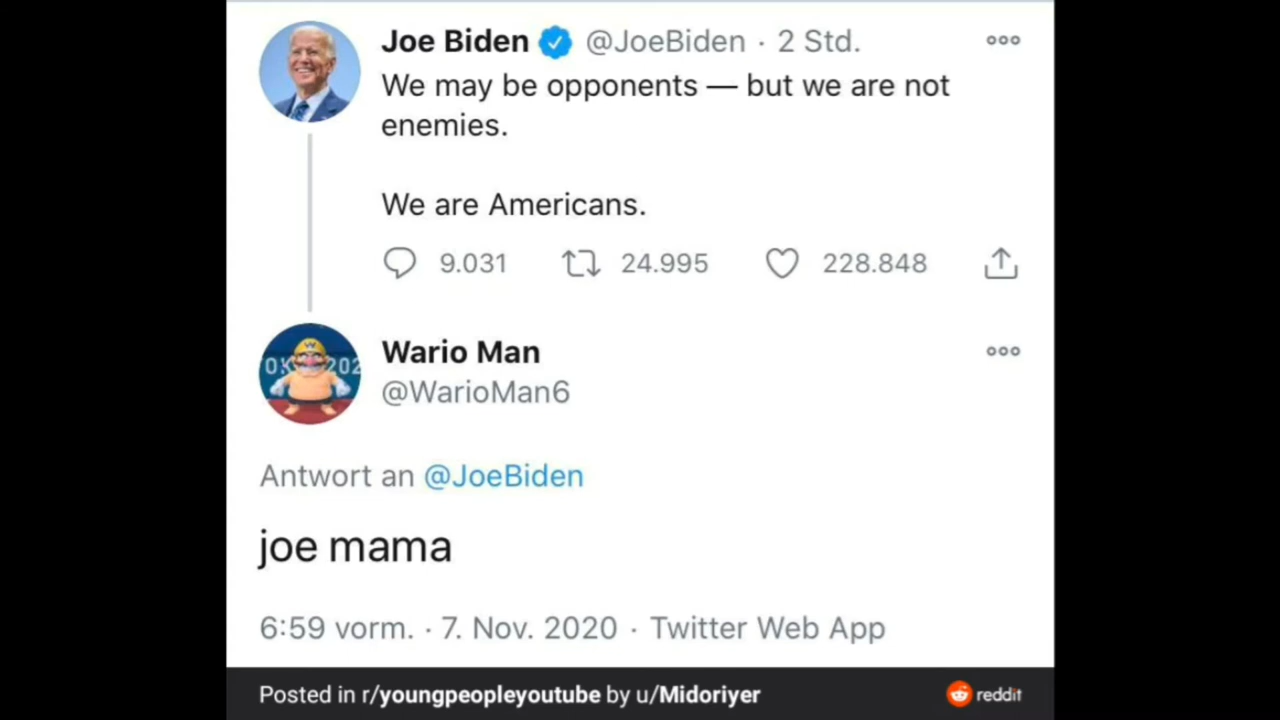 Joe Biden @JoeBiden · 2 Std.
We may be opponents — but we are not
enemies.
We are Americans.
9.031 24.995 228.848
Wario Man
@WarioMan6
Antwort an @JoeBiden
joe mama
6:59 vorm. · 7. Nov. 2020 · Twitter Web App
Posted in r/youngpeopleyoutube by u/Midoriyer reddit